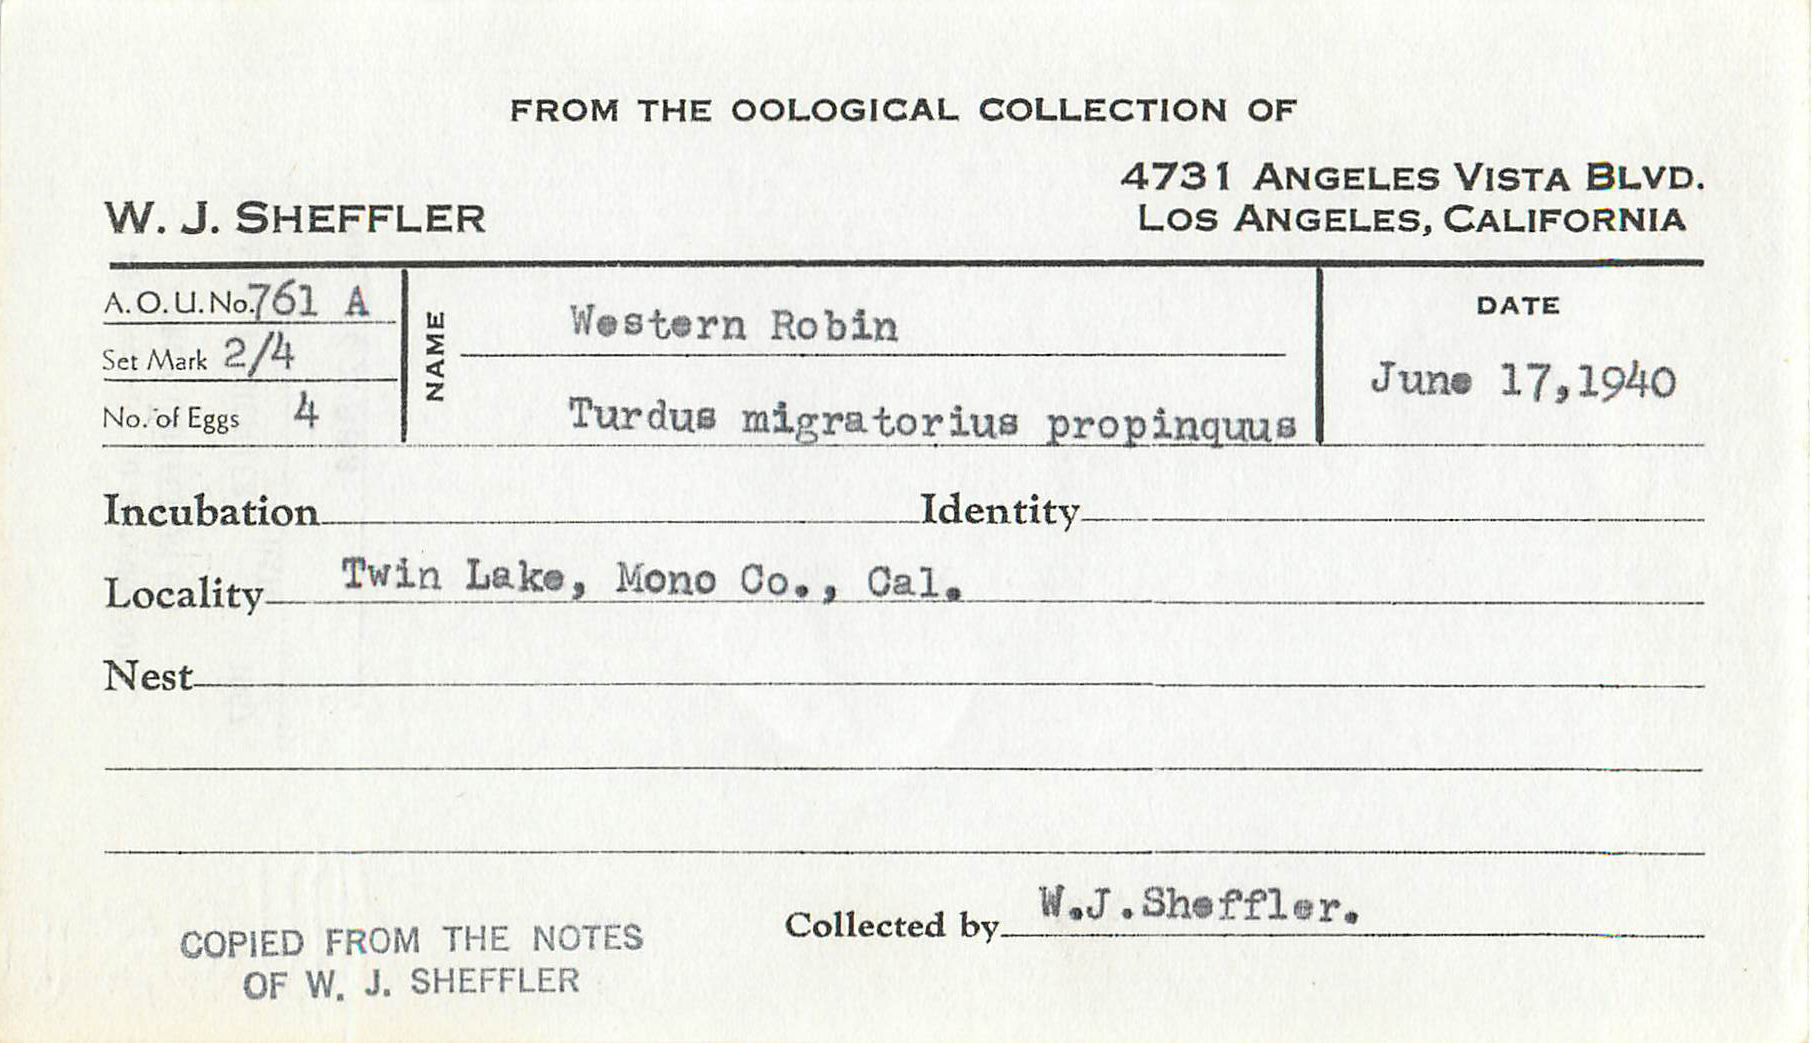 FROM THE OOLOGICAL COLLECTION OF
4731 ANGELES VISTA BLVD.
W. J. SHEFFLER
LOS ANGELES, CALIFORNIA
A.O.U.No. 761 A
Set Mark 2/4
No. of Eggs 4
NAME
Western Robin
Turdus migratorius propinquus
DATE
June 17,1940
Incubation Identity
Locality Twin Lake, Mono Co., Cal.
Nest
Collected by W.J.Sheffler.
COPIED FROM THE NOTES
OF W. J. SHEFFLER